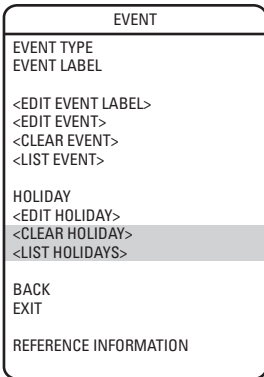 EVENT
EVENT TYPE
EVENT LABEL
<EDIT EVENT LABEL>
<EDIT EVENT>
<CLEAR EVENT>
<LIST EVENT>
HOLIDAY
<EDIT HOLIDAY>
<CLEAR HOLIDAY>
<LIST HOLIDAYS>
BACK
EXIT
REFERENCE INFORMATION